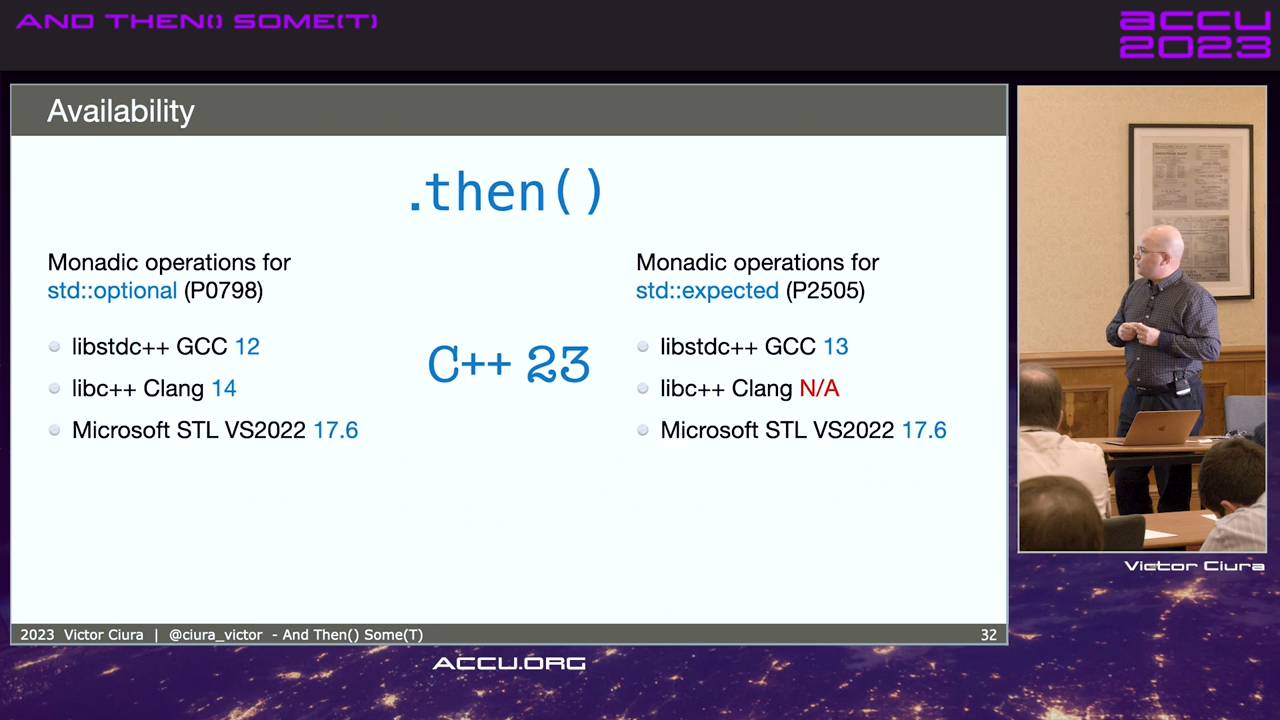 AND THEN() SOME(T)
ACCU
2023
Availability
.then()
Monadic operations for
std::optional (P0798)
libstdc++ GCC 12
libc++ Clang 14
Microsoft STL VS2022 17.6
C++ 23
Monadic operations for
std::expected (P2505)
libstdc++ GCC 13
libc++ Clang N/A
Microsoft STL VS2022 17.6
Victor Ciura
2023 Victor Ciura | @ciura_victor - And Then() Some(T)
32
ACCU.ORG